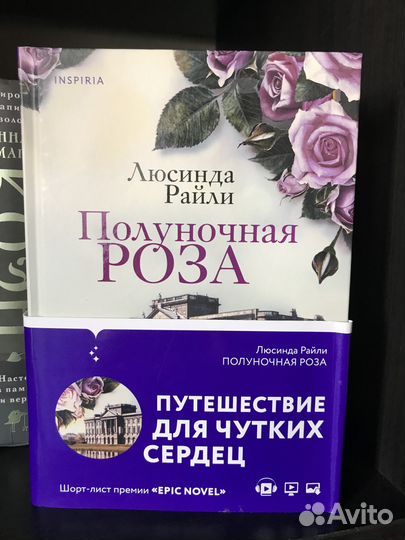 INSPIRIA
Люсинда
Райли
Полуночная
РОЗА
Люсинда Райли
ПОЛУНОЧНАЯ РОЗА
ПУТЕШЕСТВИЕ
ДЛЯ ЧУТКИХ
СЕРДЕЦ
Шорт-лист премии «EPIC NOVEL»
Avito